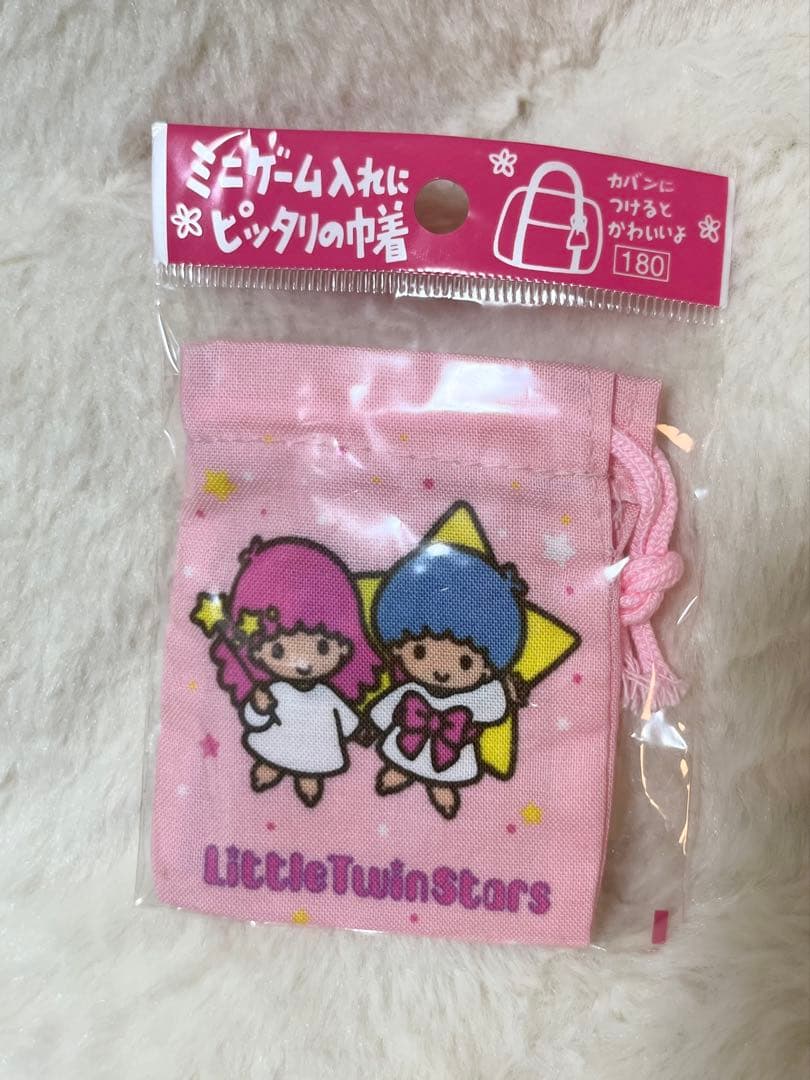 ミニゲーム入れに
ピッタリの巾着
カバンに
つけると
かわいいよ
180
LittleTwinStars